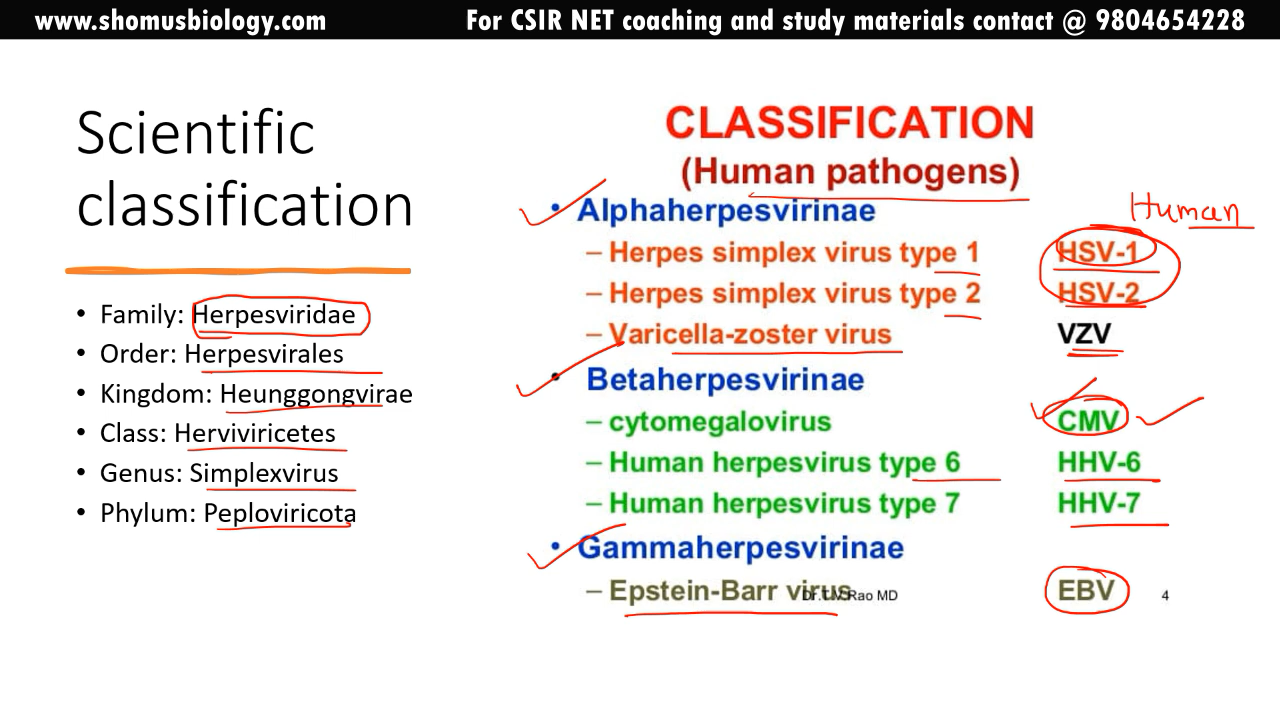 www.shomusbiology.com
For CSIR NET coaching and study materials contact @ 9804654228
Scientific
classification
• Family: Herpesviridae
• Order: Herpesvirales
• Kingdom: Heunggongvirae
• Class: Herviviricetes
• Genus: Simplexvirus
• Phylum: Peploviricota
CLASSIFICATION
(Human pathogens)
• Alphaherpesvirinae
Human
– Herpes simplex virus type 1 HSV-1
– Herpes simplex virus type 2 HSV-2
– Varicella-zoster virus VZV
• Betaherpesvirinae
– cytomegalovirus CMV
– Human herpesvirus type 6 HHV-6
– Human herpesvirus type 7 HHV-7
• Gammaherpesvirinae
– Epstein-Barr virus EBV
Dr.T.V.Rao MD
4